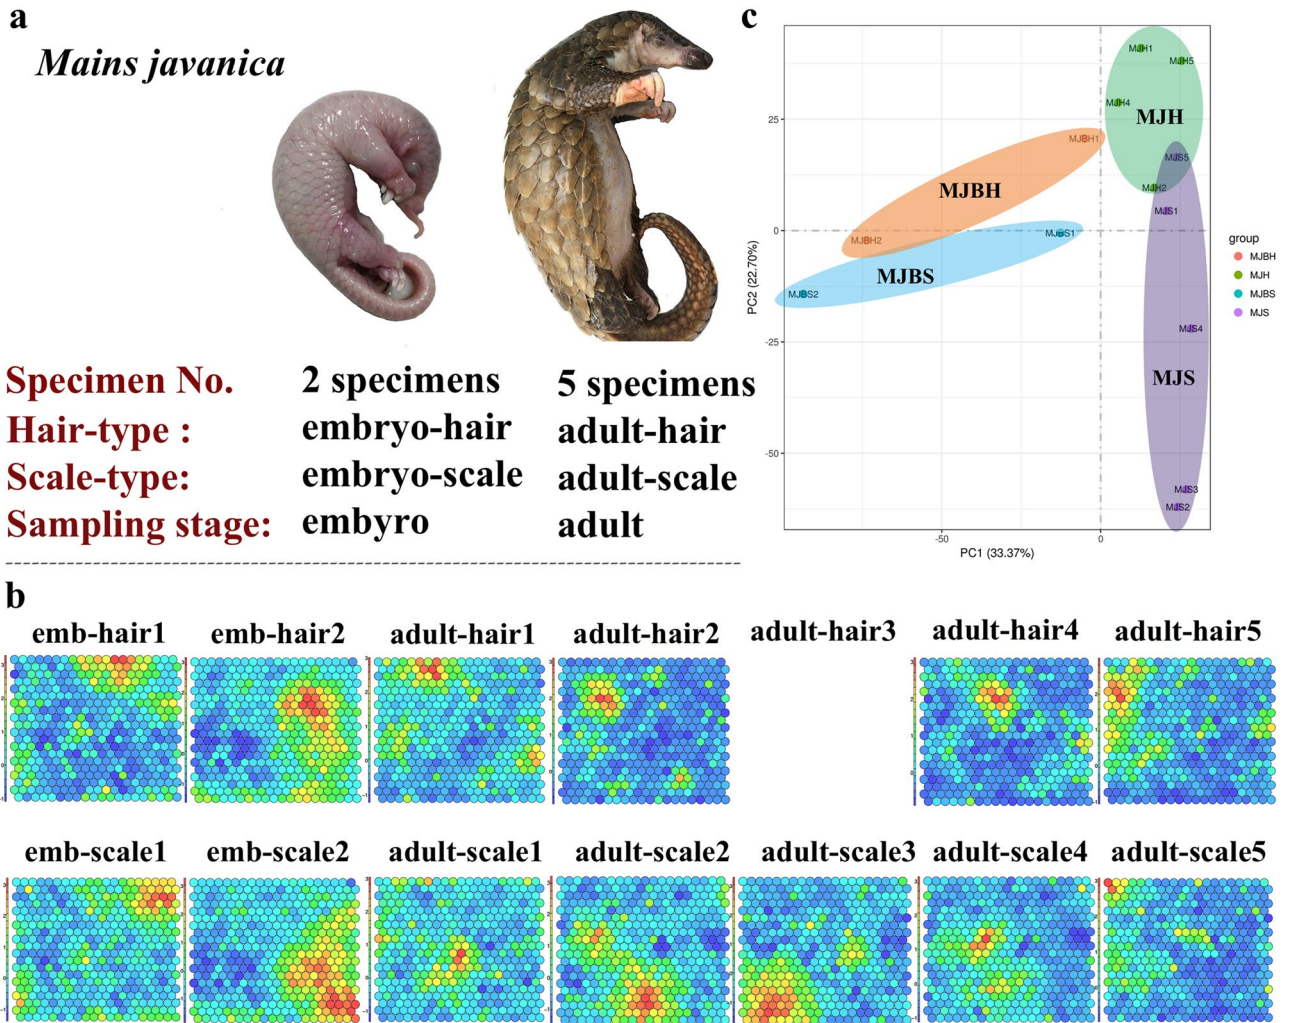 a
Mains javanica
Specimen No.
2 specimens
5 specimens
Hair-type :
embryo-hair
adult-hair
Scale-type:
embryo-scale
adult-scale
Sampling stage:
embyro
adult
c
25
0
-25
-50
PC2 (22.70%)
MJH1
MJH5
MJH4
MJH
MJBH1
MJS5
MJBH
MJH2
MJS1
MJBH2
MJBS1
MJBS
MJBS2
MJS4
MJS
MJS3
MJS2
-50
0
PC1 (33.37%)
group
MJBH
MJH
MJBS
MJS
b
emb-hair1
emb-hair2
adult-hair1
adult-hair2
adult-hair3
adult-hair4
adult-hair5
emb-scale1
emb-scale2
adult-scale1
adult-scale2
adult-scale3
adult-scale4
adult-scale5